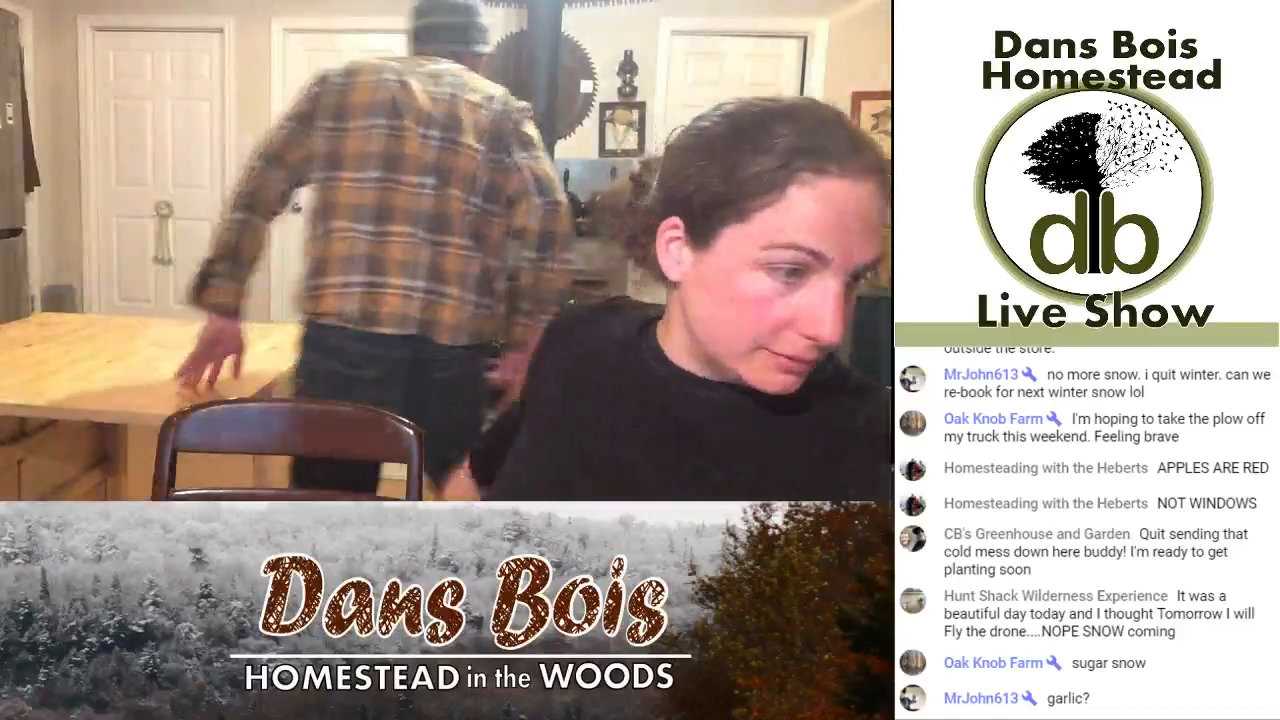 Dans Bois
Homestead
db
Live Show
outside the store.
MrJohn613 no more snow. i quit winter. can we
re-book for next winter snow lol
Oak Knob Farm I'm hoping to take the plow off
my truck this weekend. Feeling brave
Homesteading with the Heberts APPLES ARE RED
Homesteading with the Heberts NOT WINDOWS
CB's Greenhouse and Garden Quit sending that
cold mess down here buddy! I'm ready to get
planting soon
Hunt Shack Wilderness Experience It was a
beautiful day today and I thought Tomorrow I will
Fly the drone....NOPE SNOW coming
Oak Knob Farm sugar snow
MrJohn613 garlic?
Dans Bois
HOMESTEAD in the WOODS